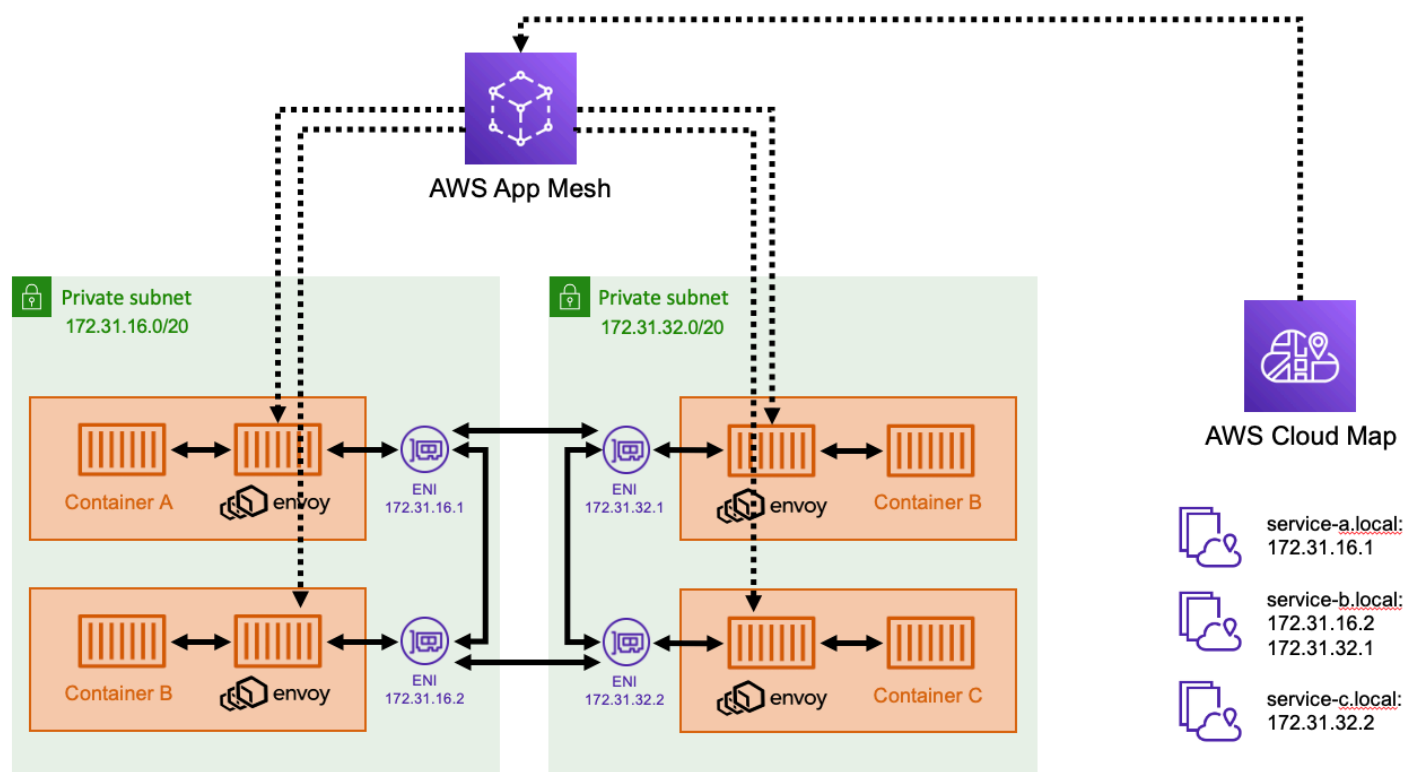 AWS App Mesh
Private subnet
172.31.16.0/20
Private subnet
172.31.32.0/20
Container A
envoy
ENI
172.31.16.1
ENI
172.31.32.1
envoy
Container B
Container B
envoy
ENI
172.31.16.2
ENI
172.31.32.2
envoy
Container C
AWS Cloud Map
service-a.local:
172.31.16.1
service-b.local:
172.31.16.2
172.31.32.1
service-c.local:
172.31.32.2